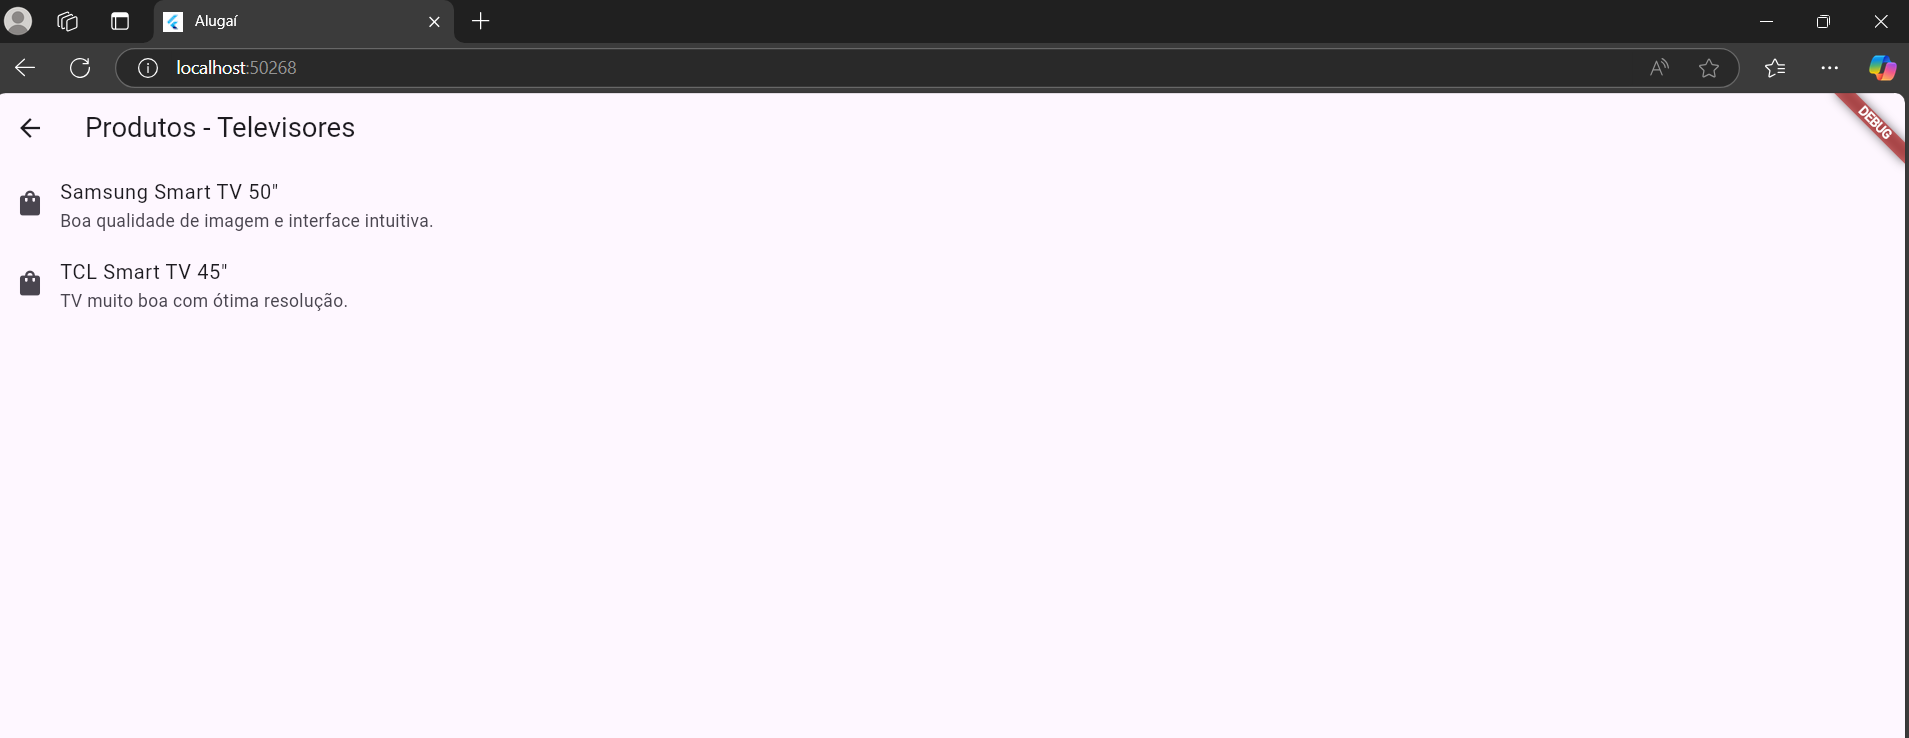 Alugaí
localhost:50268
Produtos - Televisores
DEBUG
Samsung Smart TV 50"
Boa qualidade de imagem e interface intuitiva.
TCL Smart TV 45"
TV muito boa com ótima resolução.